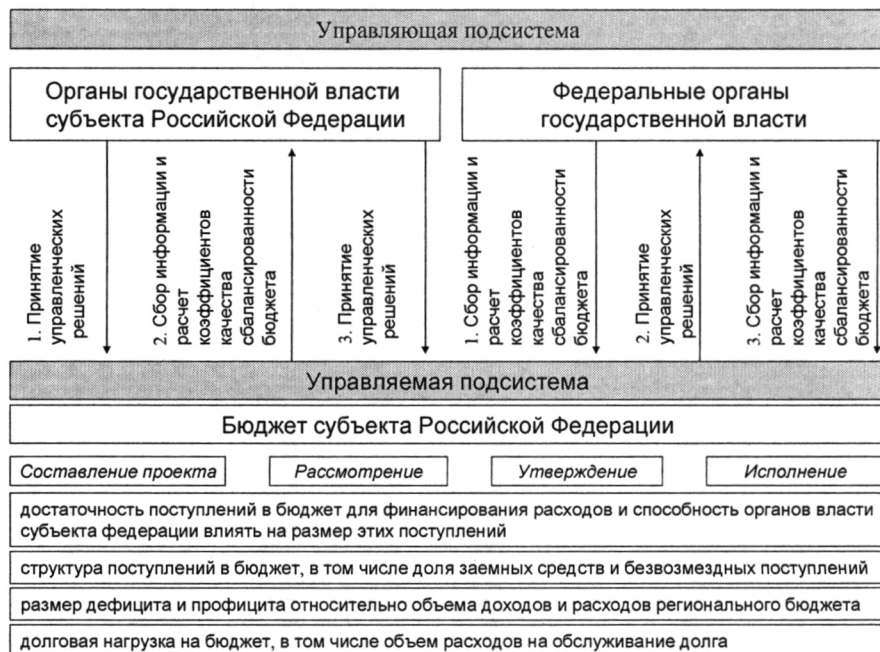 Управляющая подсистема
Органы государственной власти
субъекта Российской Федерации
Федеральные органы
государственной власти
1. Принятие
управленческих
решений
2. Сбор информации и
расчет
коэффициентов
качества
сбалансированности
бюджета
3. Принятие
управленческих
решений
1. Сбор информации и
расчет
коэффициентов
качества
сбалансированности
бюджета
2. Принятие
управленческих
решений
3. Сбор информации и
расчет
коэффициентов
качества
сбалансированности
бюджета
Управляемая подсистема
Бюджет субъекта Российской Федерации
Составление проекта
Рассмотрение
Утверждение
Исполнение
достаточность поступлений в бюджет для финансирования расходов и способность органов власти
субъекта федерации влиять на размер этих поступлений
структура поступлений в бюджет, в том числе доля заемных средств и безвозмездных поступлений
размер дефицита и профицита относительно объема доходов и расходов регионального бюджета
долговая нагрузка на бюджет, в том числе объем расходов на обслуживание долга